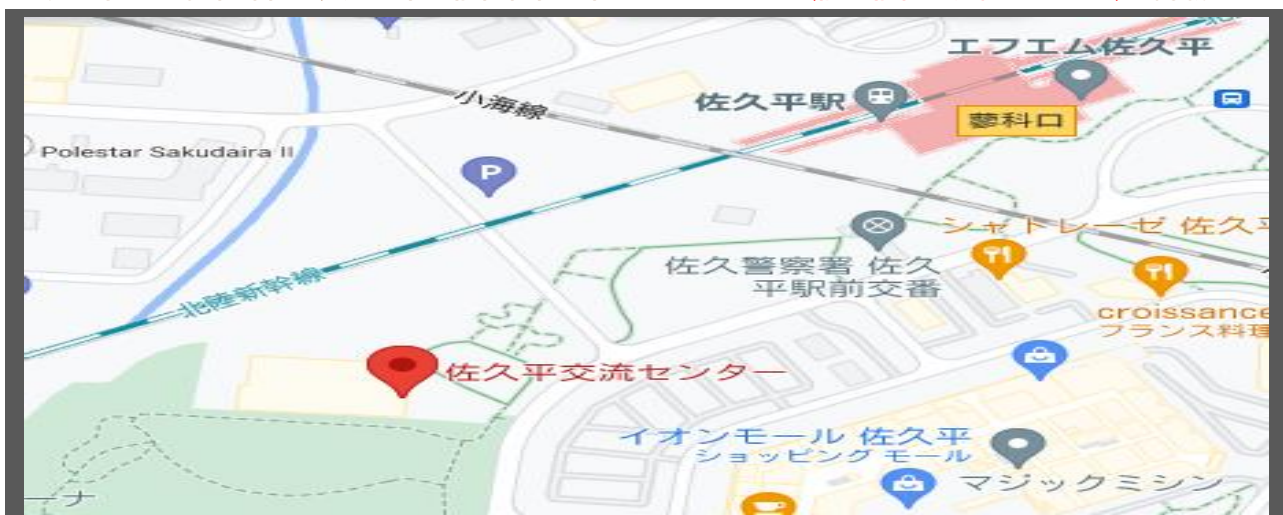 エフエム佐久平
小海線
佐久平駅
蓼科口
Polestar Sakudaira II
P
シャトレーゼ 佐久平
佐久警察署 佐久
平駅前交番
北陸新幹線
croissance
フランス料理
佐久平交流センター
イオンモール 佐久平
ショッピング モール
マジックミシン
ーナ